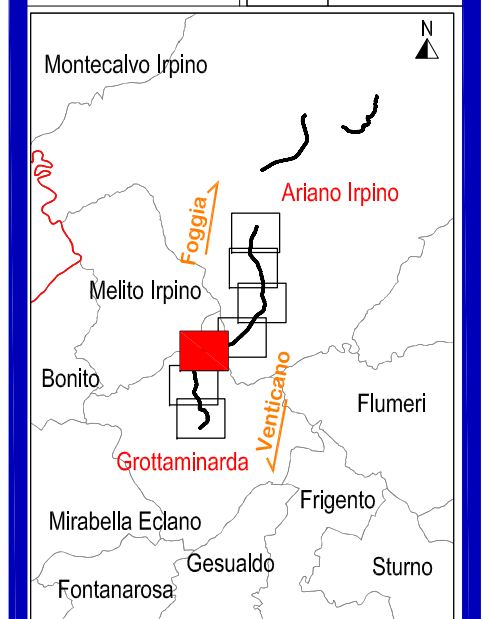 N
Montecalvo Irpino
Ariano Irpino
Foggia
Melito Irpino
Bonito
Venticano
Flumeri
Grottaminarda
Frigento
Mirabella Eclano
Gesualdo
Sturno
Fontanarosa